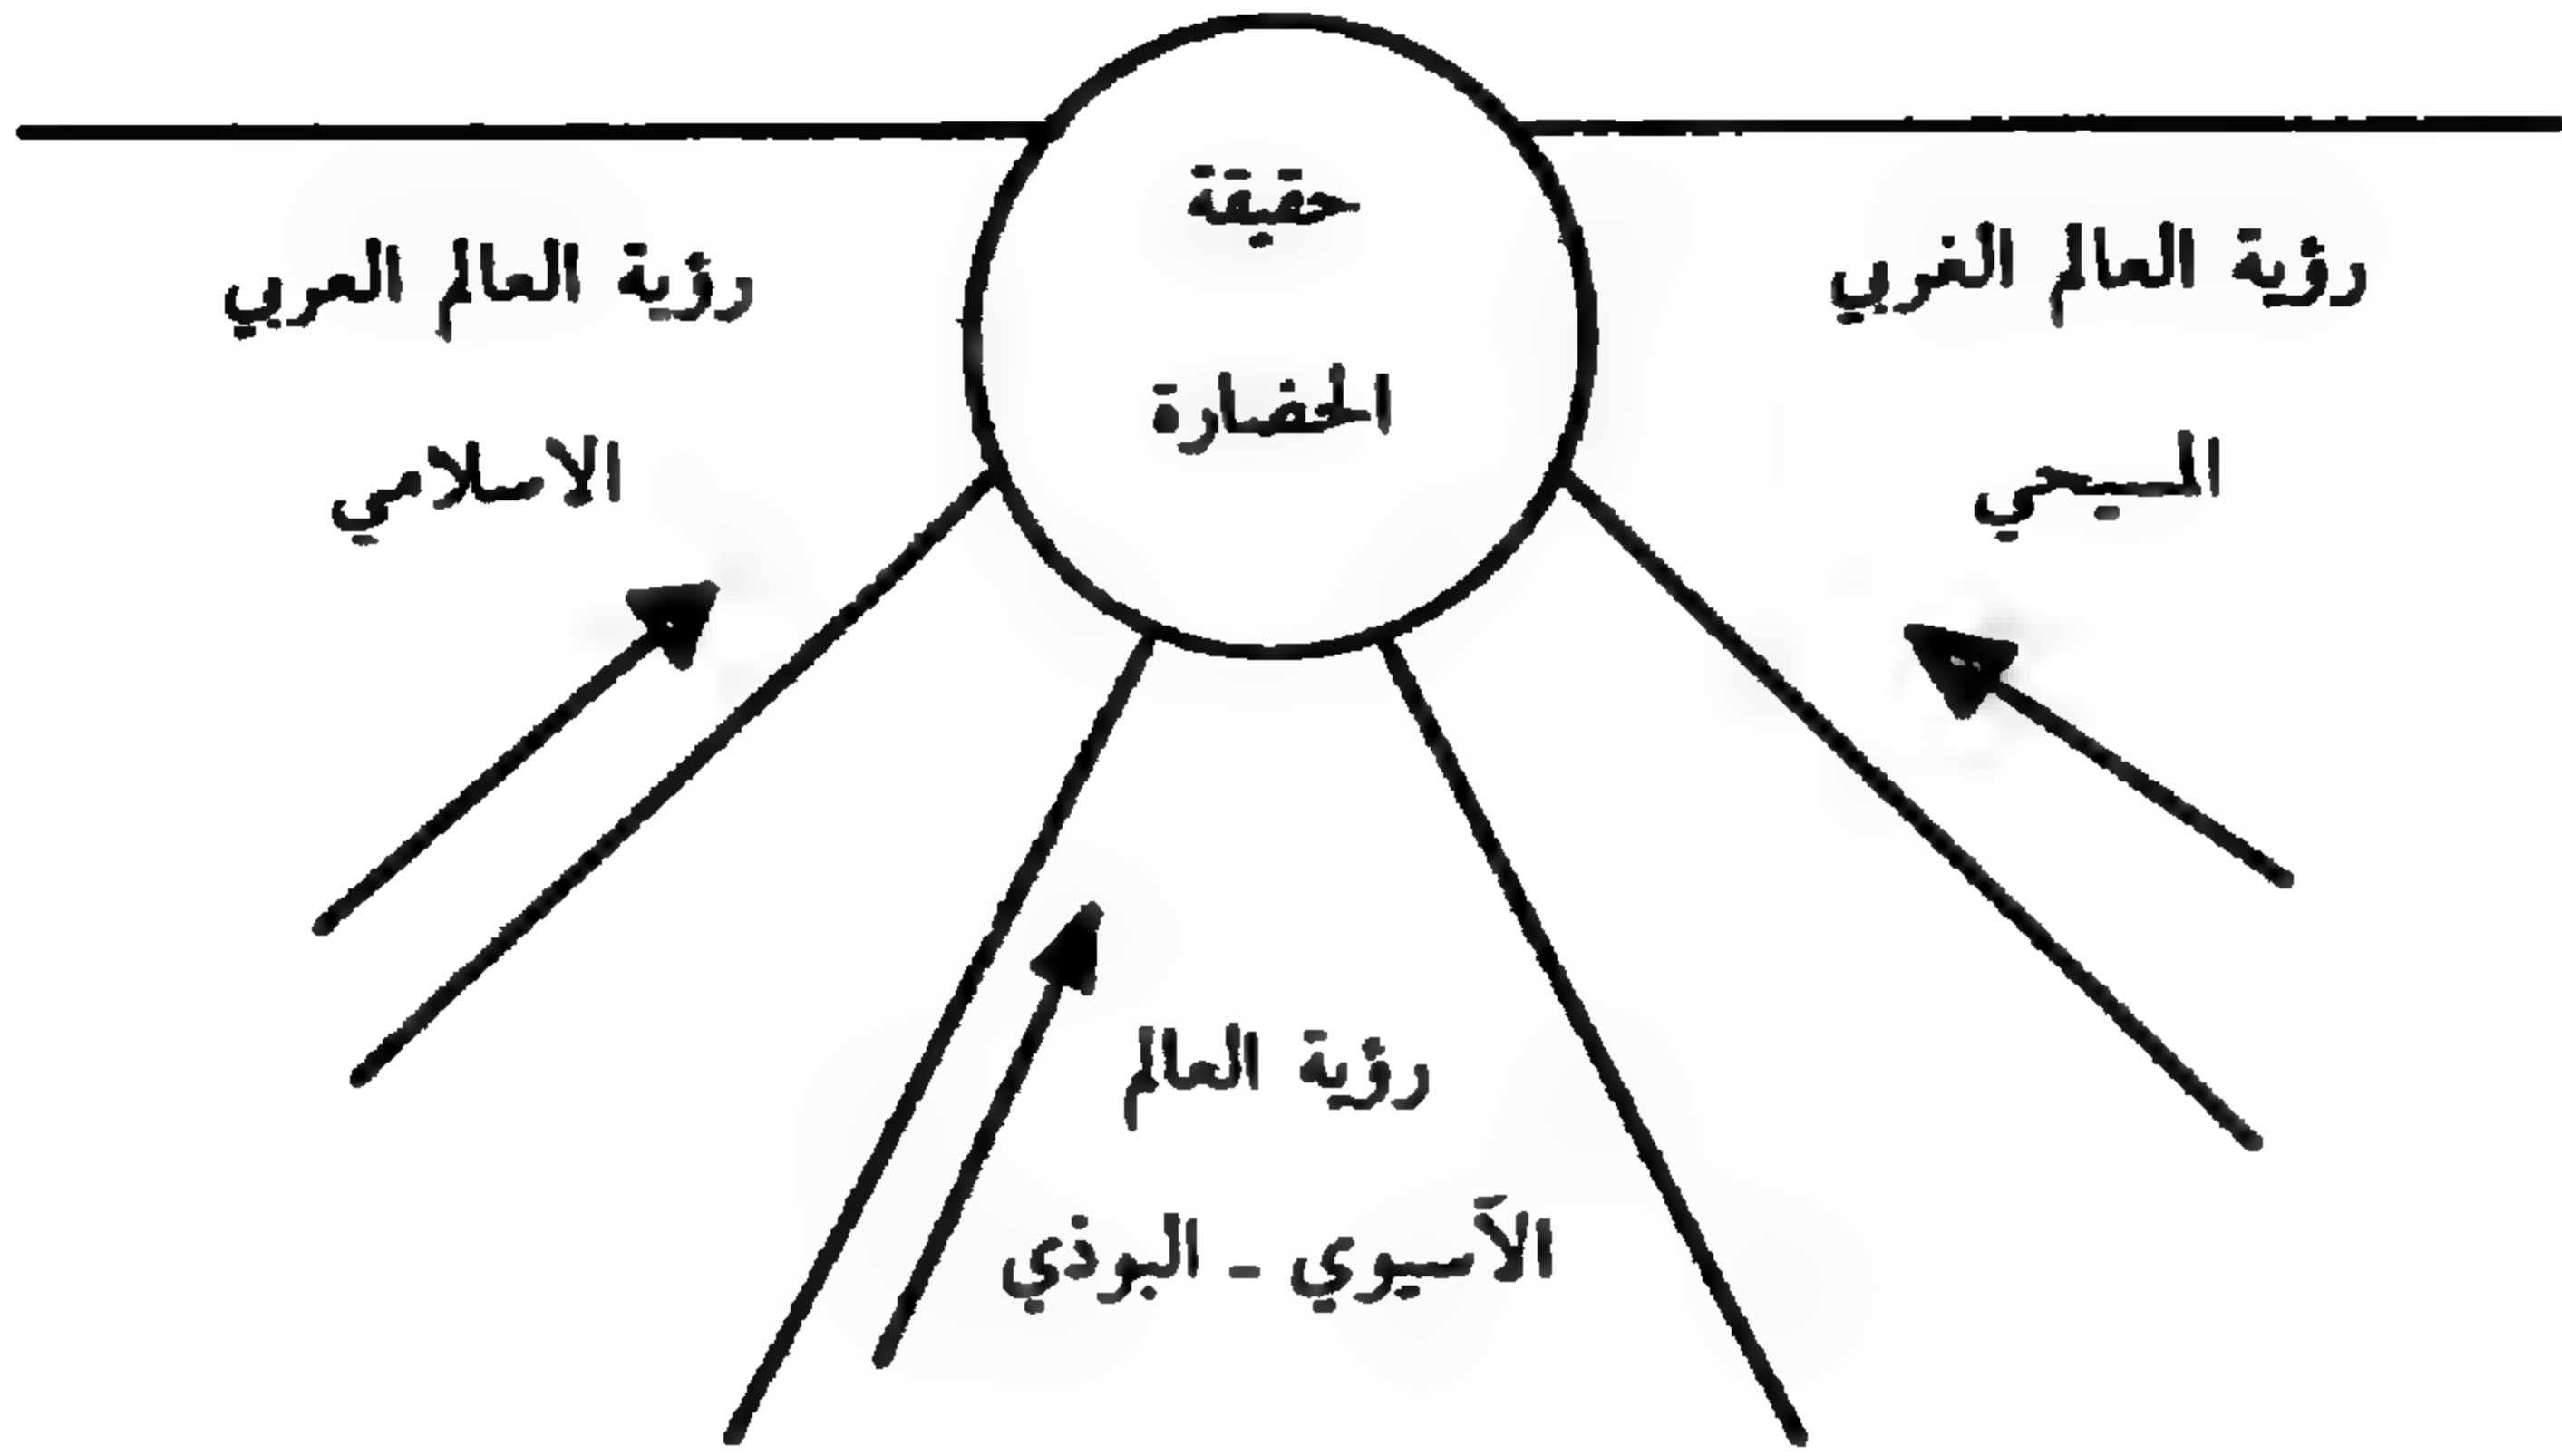 حقيقة
الحضارة
رؤية العالم الغربي
المسيحي
رؤية العالم العربي
الاسلامي
رؤية العالم
الآسيوي - البوذي